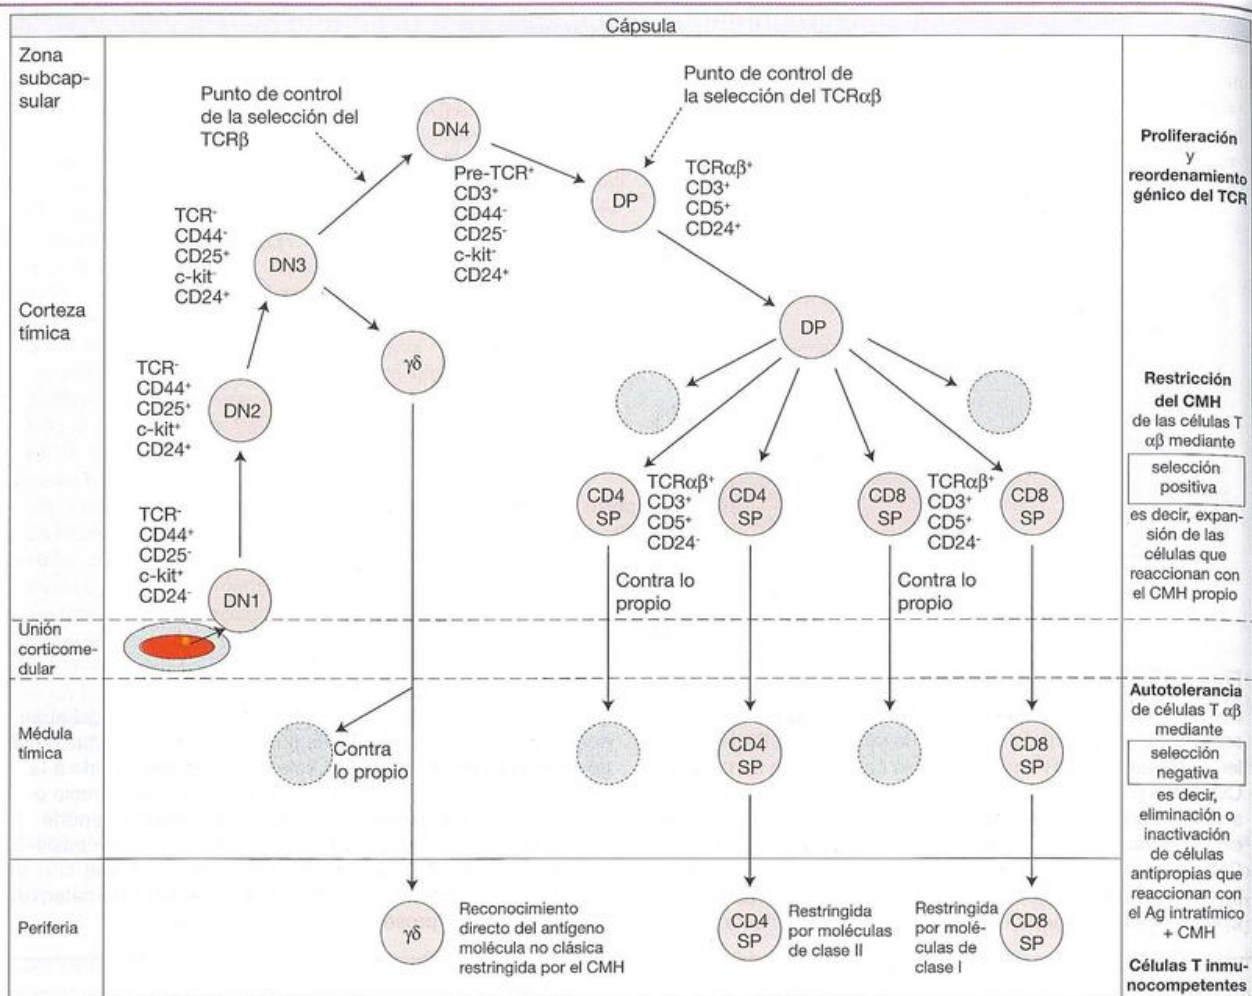 Cápsula
Zona
subcap-
sular
Corteza
tímica
Unión
corticome-
dular
Médula
tímica
Periferia
Punto de control
de la selección del
TCRβ
Punto de control de
la selección del TCRαβ
DN4
Pre-TCR⁺
CD3⁺
CD44⁻
CD25⁻
c-kit⁻
CD24⁺
DP
TCRαβ⁺
CD3⁺
CD5⁺
CD24⁺
TCR⁻
CD44⁻
CD25⁺
c-kit⁻
CD24⁺
DN3
γδ
DP
TCR⁻
CD44⁺
CD25⁺
c-kit⁺
CD24⁺
DN2
TCR⁻
CD44⁺
CD25⁻
c-kit⁺
CD24⁻
DN1
CD4
SP
TCRαβ⁺
CD3⁺
CD5⁺
CD24⁻
CD4
SP
CD8
SP
TCRαβ⁺
CD3⁺
CD5⁺
CD24⁻
CD8
SP
Contra lo
propio
Contra lo
propio
Contra
lo propio
CD4
SP
CD8
SP
γδ
Reconocimiento
directo del antígeno
molécula no clásica
restringida por el CMH
CD4
SP
Restringida
por moléculas
de clase II
Restringida
por molé-
culas de
clase I
CD8
SP
Proliferación
y
reordenamiento
génico del TCR
Restricción
del CMH
de las células T
αβ mediante
selección
positiva
es decir, expan-
sión de las
células que
reaccionan con
el CMH propio
Autotolerancia
de células T αβ
mediante
selección
negativa
es decir,
eliminación o
inactivación
de células
antipropias que
reaccionan con
el Ag intratímico
+ CMH
Células T inmu-
nocompetentes